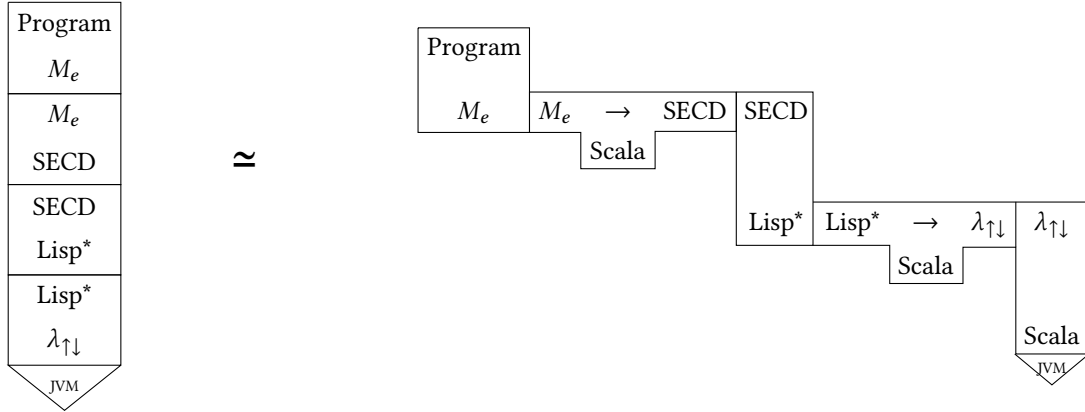 Program
M_e
M_e
SECD
SECD
Lisp*
Lisp*
λ↑↓
JVM
≃
Program
M_e M_e → SECD SECD
Scala
Lisp* Lisp* → λ↑↓ λ↑↓
Scala
Scala
JVM